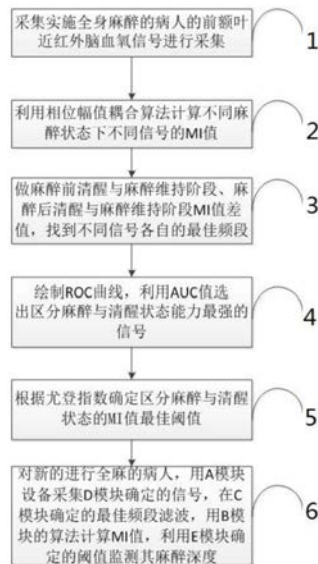 采集实施全身麻醉的病人的前额叶
近红外脑血氧信号进行采集
1
利用相位幅值耦合算法计算不同麻
醉状态下不同信号的MI值
2
做麻醉前清醒与麻醉维持阶段、麻
醉后清醒与麻醉维持阶段MI值差
值，找到不同信号各自的最佳频段
3
绘制ROC曲线，利用AUC值选
出区分麻醉与清醒状态能力最强的
信号
4
根据尤登指数确定区分麻醉与清醒
状态的MI值最佳阈值
5
对新的进行全麻的病人，用A模块
设备采集D模块确定的信号，在C
模块确定的最佳频段滤波，用B模
块的算法计算MI值，利用E模块确
定的阈值监测其麻醉深度
6